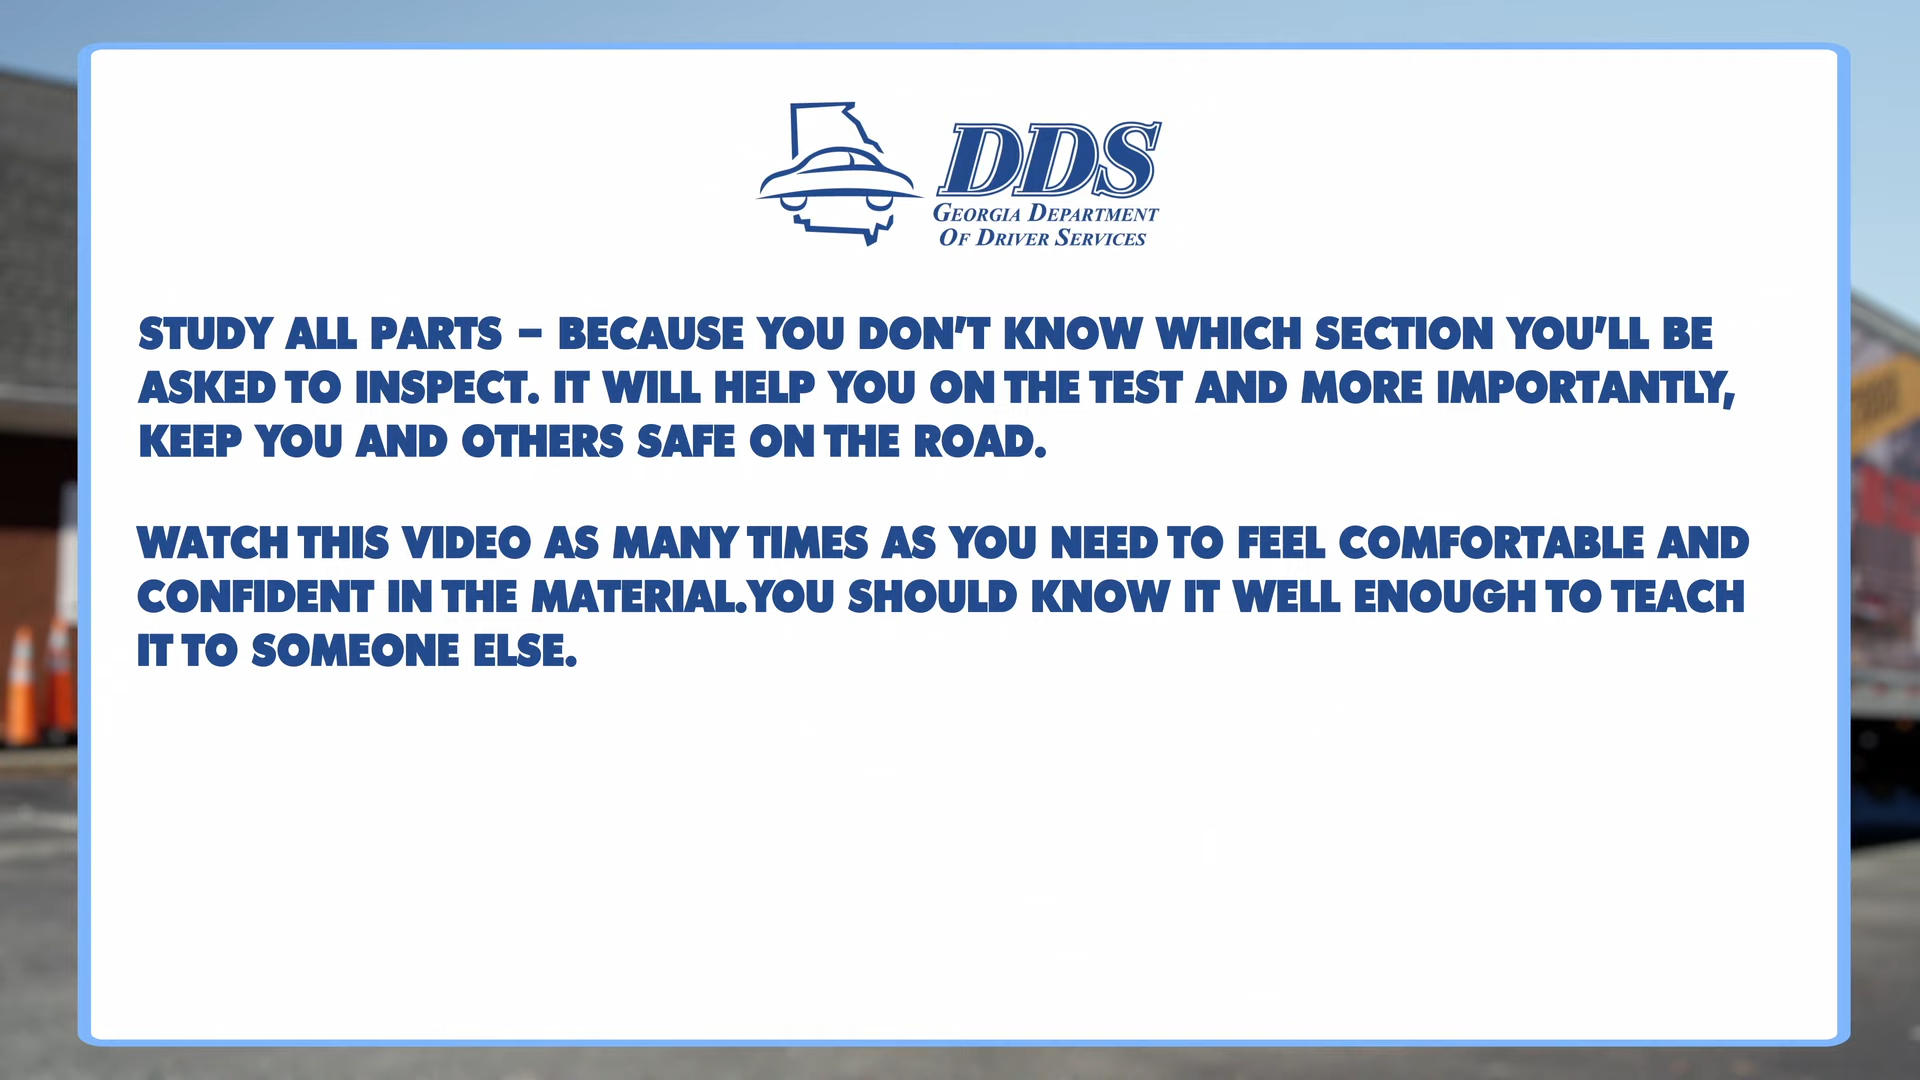 DDS
GEORGIA DEPARTMENT
OF DRIVER SERVICES
STUDY ALL PARTS – BECAUSE YOU DON'T KNOW WHICH SECTION YOU'LL BE
ASKED TO INSPECT. IT WILL HELP YOU ON THE TEST AND MORE IMPORTANTLY,
KEEP YOU AND OTHERS SAFE ON THE ROAD.
WATCH THIS VIDEO AS MANY TIMES AS YOU NEED TO FEEL COMFORTABLE AND
CONFIDENT IN THE MATERIAL.YOU SHOULD KNOW IT WELL ENOUGH TO TEACH
IT TO SOMEONE ELSE.